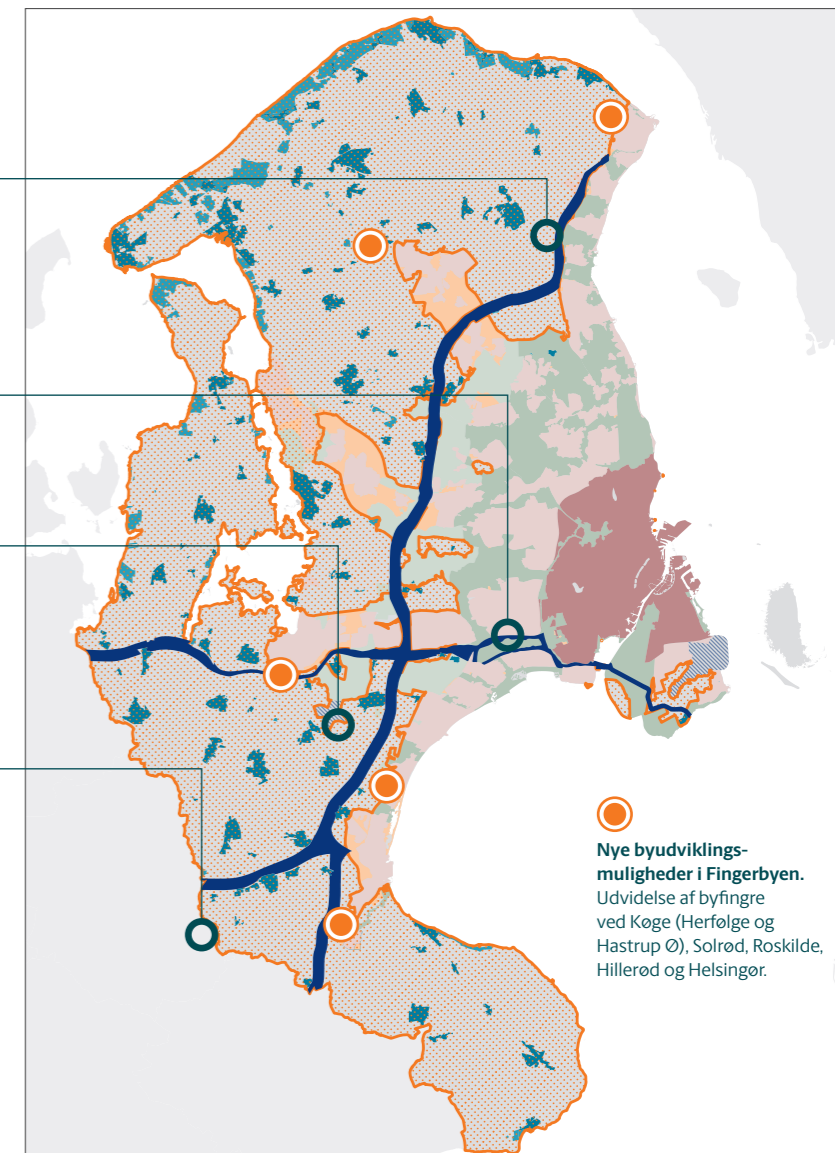 Nye byudviklings-
muligheder i Fingerbyen.
Udvidelse af byfingre
ved Køge (Herfølge og
Hastrup Ø), Solrød, Roskilde,
Hillerød og Helsingør.